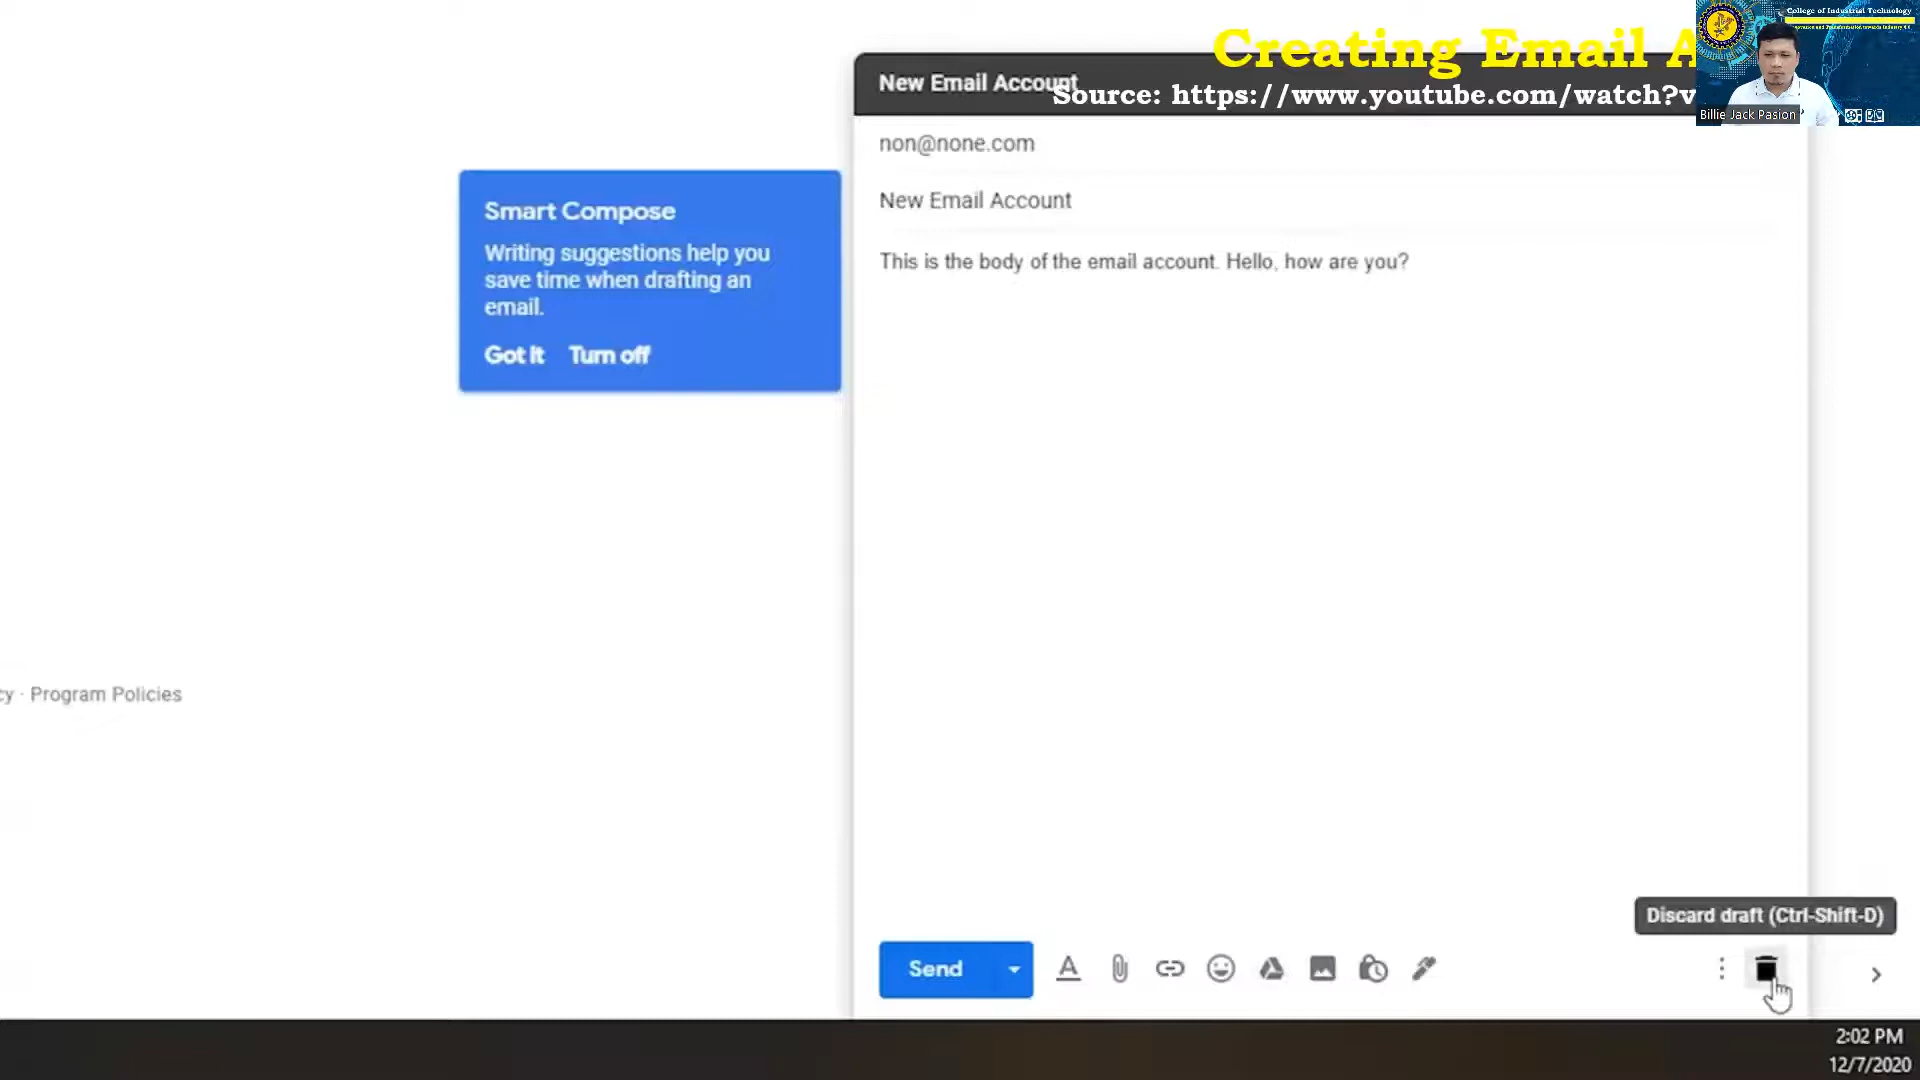 Creating Email A
College of Industrial Technology
New Email Account
Source: https://www.youtube.com/watch?v
Billie Jack Pasion
non@none.com
New Email Account
This is the body of the email account. Hello, how are you?
Smart Compose
Writing suggestions help you
save time when drafting an
email.
Got it Turn off
cy · Program Policies
Discard draft (Ctrl-Shift-D)
Send
2:02 PM
12/7/2020